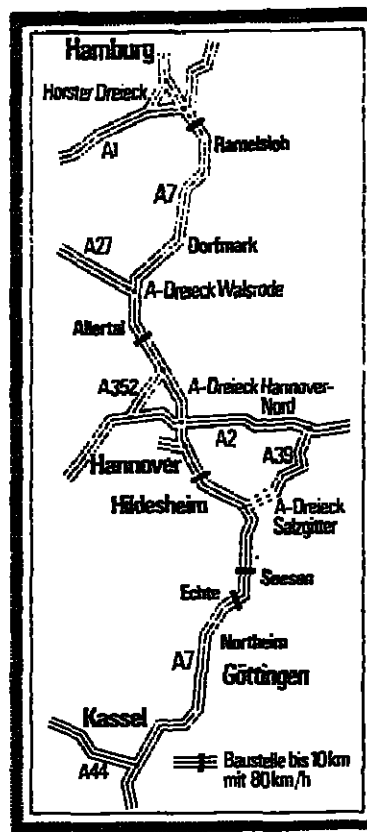 Hamburg
Horster Dreieck
Ramelsloh
A1
A7
A27
Dorfmark
A-Dreieck Walsrode
Allertal
A352
A-Dreieck Hannover-
Nord
A2
A39
Hannover
Hildesheim
A-Dreieck
Salzgitter
Seesen
Echte
Northeim
A7
Göttingen
Kassel
A44
Baustelle bis 10km
mit 80km/h